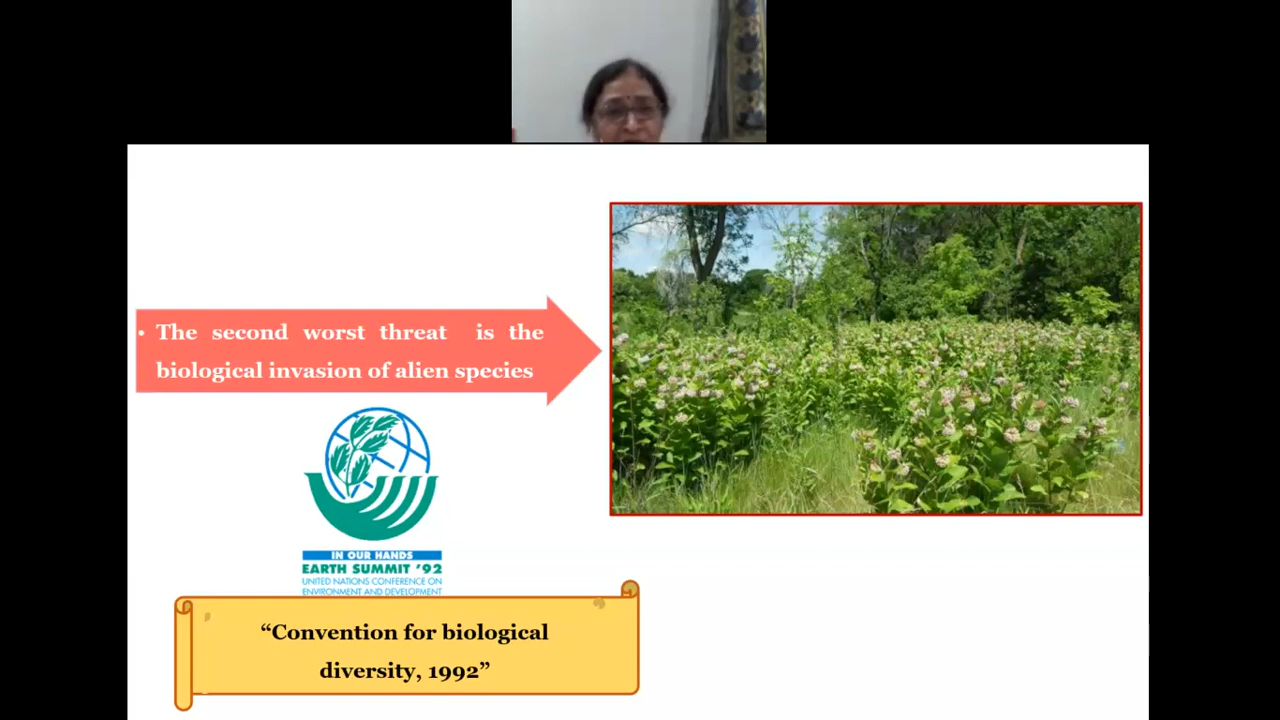 • The second worst threat is the
biological invasion of alien species
IN OUR HANDS
EARTH SUMMIT '92
UNITED NATIONS CONFERENCE ON
ENVIRONMENT AND DEVELOPMENT
“Convention for biological
diversity, 1992”